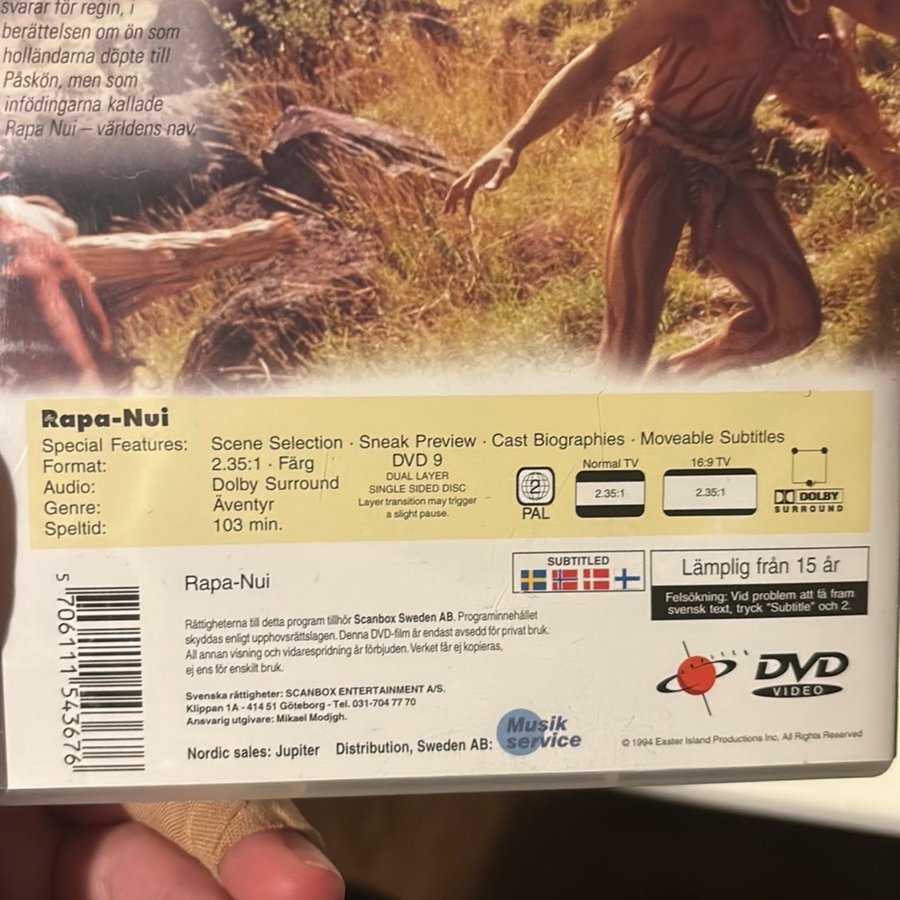 svarar för regin, i
berättelsen om ön som
holländarna döpte till
Påskön, men som
infödingarna kallade
Rapa Nui – världens nav.
Rapa-Nui
Special Features: Scene Selection · Sneak Preview · Cast Biographies · Moveable Subtitles
Format: 2.35:1 · Färg
Audio: Dolby Surround
Genre: Äventyr
Speltid: 103 min.
DVD 9
DUAL LAYER
SINGLE SIDED DISC
Layer transition may trigger
a slight pause.
2
PAL
Normal TV
2.35:1
16:9 TV
2.35:1
DOLBY
SURROUND
5 706111 543676
Rapa-Nui
SUBTITLED
Lämplig från 15 år
Felsökning: Vid problem att få fram
svensk text, tryck "Subtitle" och 2.
Rättigheterna till detta program tillhör Scanbox Sweden AB. Programinnehållet
skyddas enligt upphovsrättslagen. Denna DVD-film är endast avsedd för privat bruk.
All annan visning och vidarespridning är förbjuden. Verket får ej kopieras,
ej ens för enskilt bruk.
Svenska rättigheter: SCANBOX ENTERTAINMENT A/S.
Klippan 1A - 414 51 Göteborg - Tel. 031-704 77 70
Ansvarig utgivare: Mikael Modigh.
Nordic sales: Jupiter Distribution, Sweden AB: Musik
service
DVD
VIDEO
© 1994 Easter Island Productions Inc. All Rights Reserved